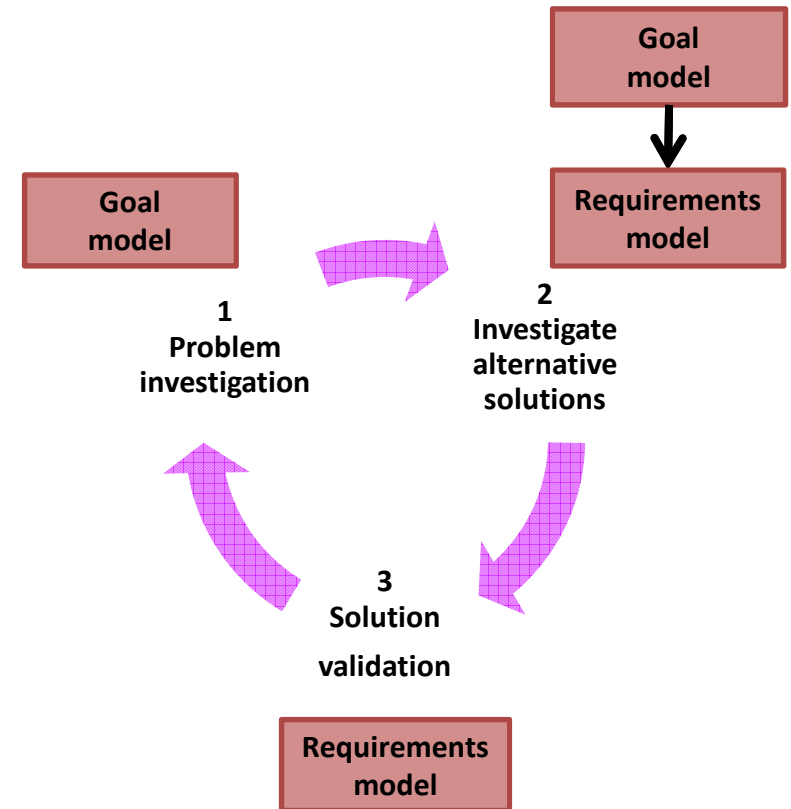 Goal
model
Requirements
model
Goal
model
1
Problem
investigation
2
Investigate
alternative
solutions
3
Solution
validation
Requirements
model